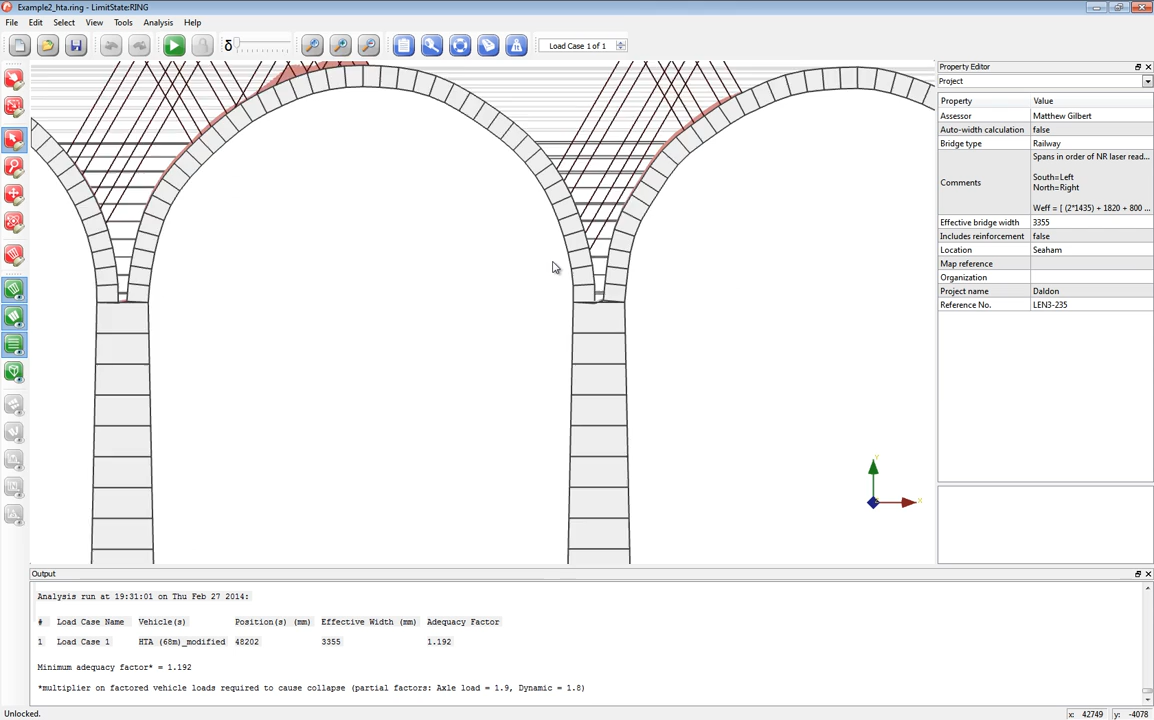 Example2_hta.ring - LimitState:RING
File Edit Select View Tools Analysis Help
δ
Load Case 1 of 1
Property Editor
Project
Property Value
Assessor Matthew Gilbert
Auto-width calculation false
Bridge type Railway
Comments
Spans in order of NR laser read...
South=Left
North=Right
Weff = [ (2*1435) + 1820 + 800 ...
Effective bridge width 3355
Includes reinforcement false
Location Seaham
Map reference
Organization
Project name Daldon
Reference No. LEN3-235
Y
X
Output
Analysis run at 19:31:01 on Thu Feb 27 2014:
# Load Case Name Vehicle(s) Position(s) (mm) Effective Width (mm) Adequacy Factor
1 Load Case 1 HTA (68m)_modified 48202 3355 1.192
Minimum adequacy factor* = 1.192
*multiplier on factored vehicle loads required to cause collapse (partial factors: Axle load = 1.9, Dynamic = 1.8)
Unlocked.
x: 42749 y: -4078